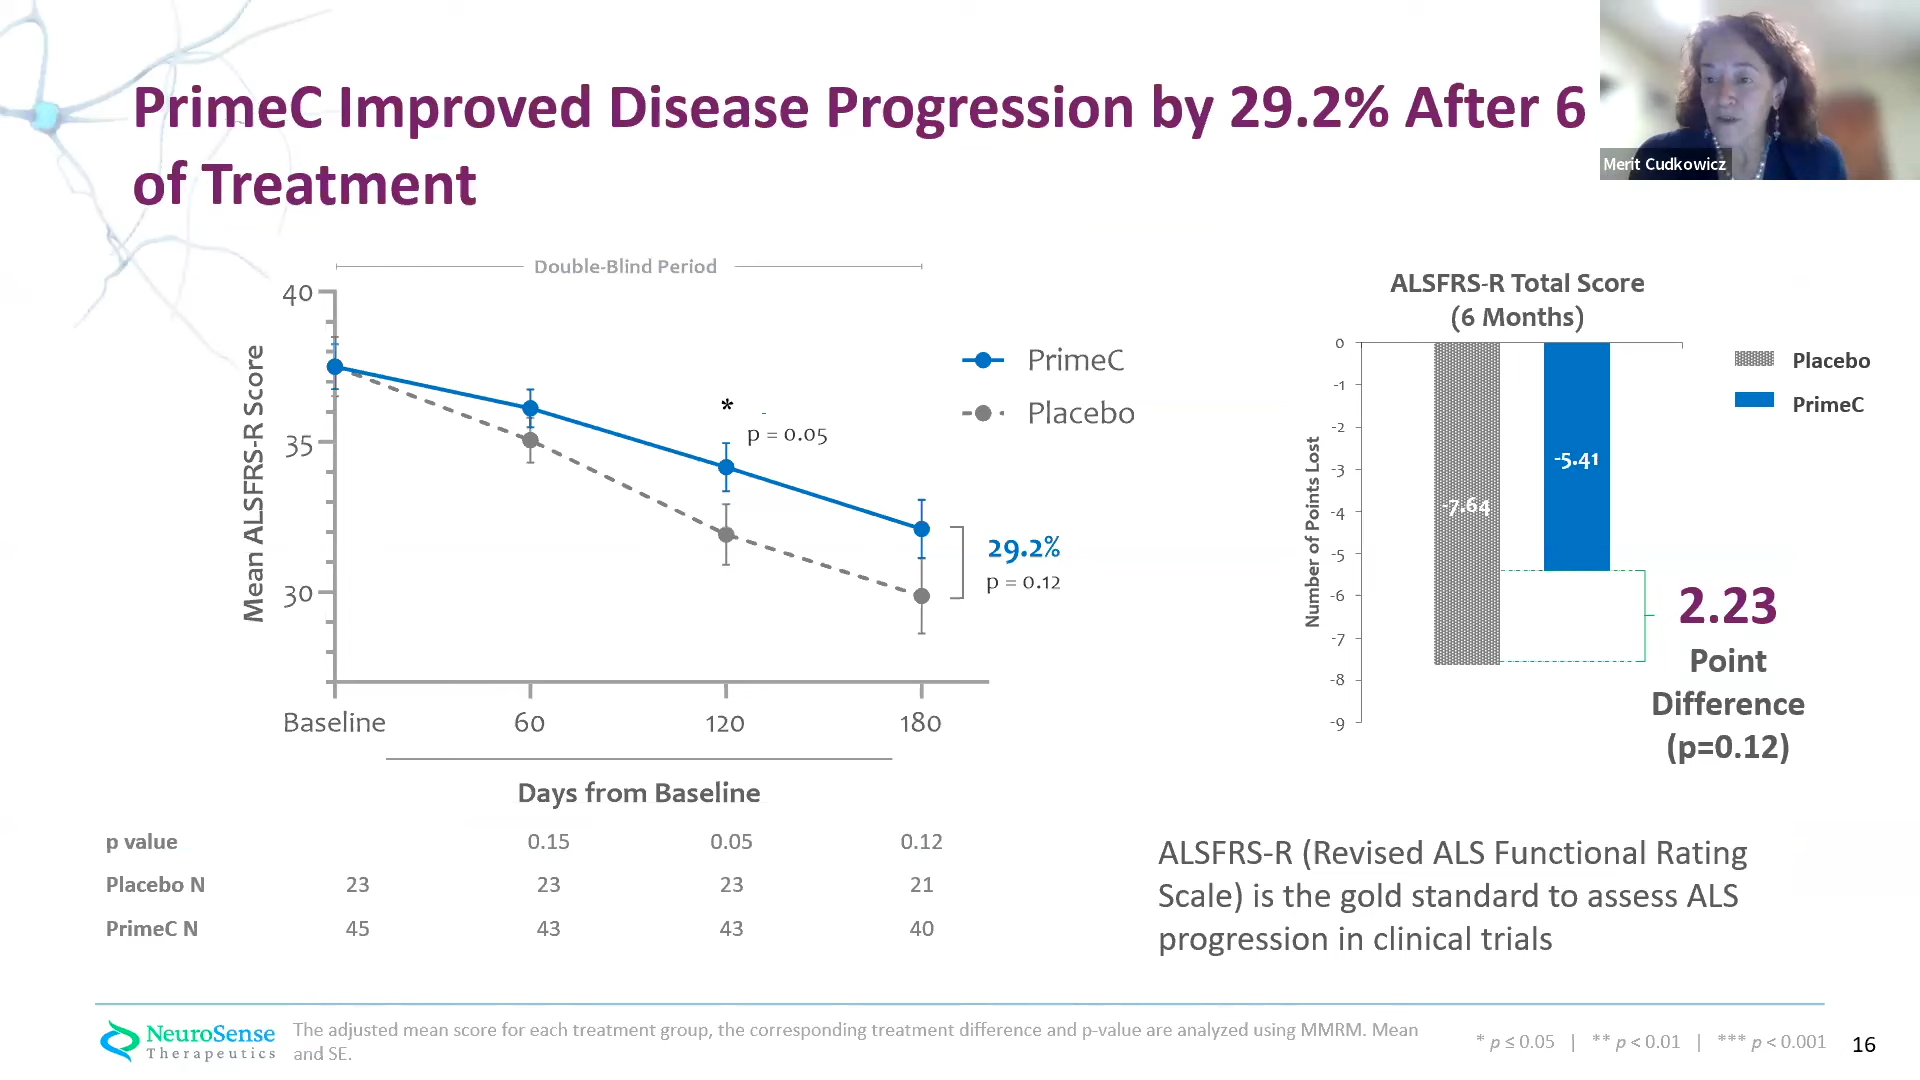 PrimeC Improved Disease Progression by 29.2% After 6
of Treatment
Merit Cudkowicz
Double-Blind Period
40
35
30
Mean ALSFRS-R Score
PrimeC
Placebo
*
p = 0.05
29.2%
p = 0.12
Baseline 60 120 180
Days from Baseline
p value 0.15 0.05 0.12
Placebo N 23 23 23 21
PrimeC N 45 43 43 40
ALSFRS-R Total Score
(6 Months)
0
-1
-2
-3
-4
-5
-6
-7
-8
-9
Number of Points Lost
-7.64
-5.41
Placebo
PrimeC
2.23
Point
Difference
(p=0.12)
ALSFRS-R (Revised ALS Functional Rating
Scale) is the gold standard to assess ALS
progression in clinical trials
NeuroSense
Therapeutics
The adjusted mean score for each treatment group, the corresponding treatment difference and p-value are analyzed using MMRM. Mean
and SE.
* p ≤ 0.05 | ** p < 0.01 | *** p < 0.001
16